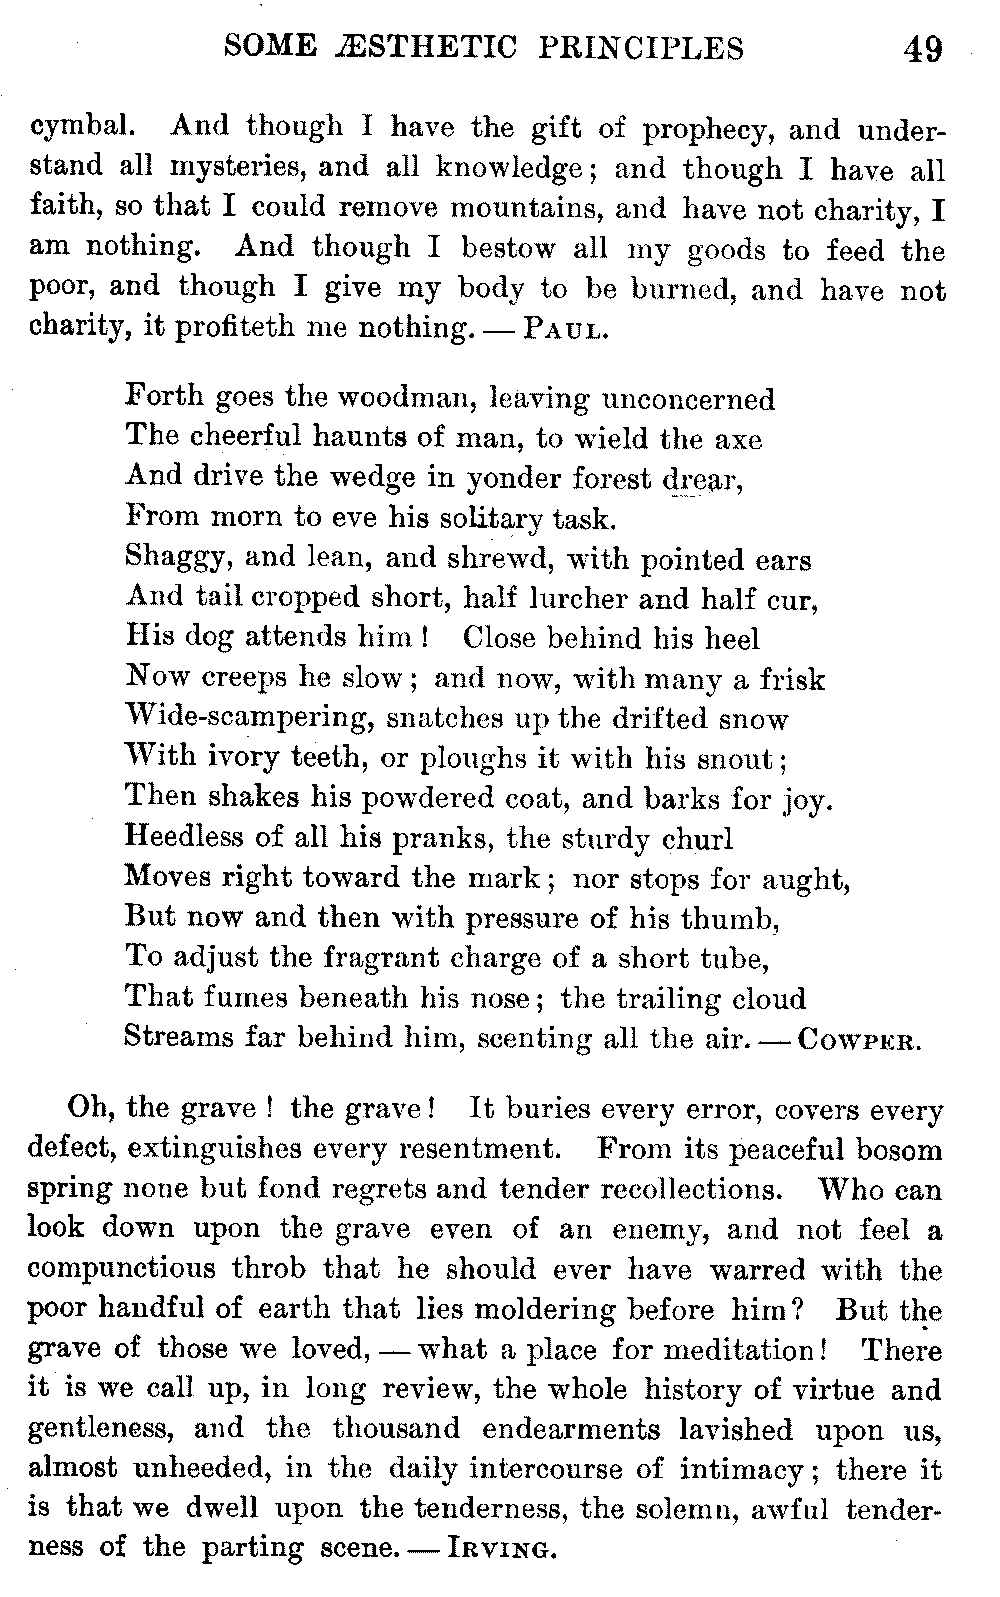 SOME ÆSTHETIC PRINCIPLES 49
cymbal. And though I have the gift of prophecy, and under-
stand all mysteries, and all knowledge; and though I have all
faith, so that I could remove mountains, and have not charity, I
am nothing. And though I bestow all my goods to feed the
poor, and though I give my body to be burned, and have not
charity, it profiteth me nothing. — PAUL.
Forth goes the woodman, leaving unconcerned
The cheerful haunts of man, to wield the axe
And drive the wedge in yonder forest drear,
From morn to eve his solitary task.
Shaggy, and lean, and shrewd, with pointed ears
And tail cropped short, half lurcher and half cur,
His dog attends him! Close behind his heel
Now creeps he slow; and now, with many a frisk
Wide-scampering, snatches up the drifted snow
With ivory teeth, or ploughs it with his snout;
Then shakes his powdered coat, and barks for joy.
Heedless of all his pranks, the sturdy churl
Moves right toward the mark; nor stops for aught,
But now and then with pressure of his thumb,
To adjust the fragrant charge of a short tube,
That fumes beneath his nose; the trailing cloud
Streams far behind him, scenting all the air. — COWPER.
Oh, the grave! the grave! It buries every error, covers every
defect, extinguishes every resentment. From its peaceful bosom
spring none but fond regrets and tender recollections. Who can
look down upon the grave even of an enemy, and not feel a
compunctious throb that he should ever have warred with the
poor handful of earth that lies moldering before him? But the
grave of those we loved, — what a place for meditation! There
it is we call up, in long review, the whole history of virtue and
gentleness, and the thousand endearments lavished upon us,
almost unheeded, in the daily intercourse of intimacy; there it
is that we dwell upon the tenderness, the solemn, awful tender-
ness of the parting scene. — IRVING.